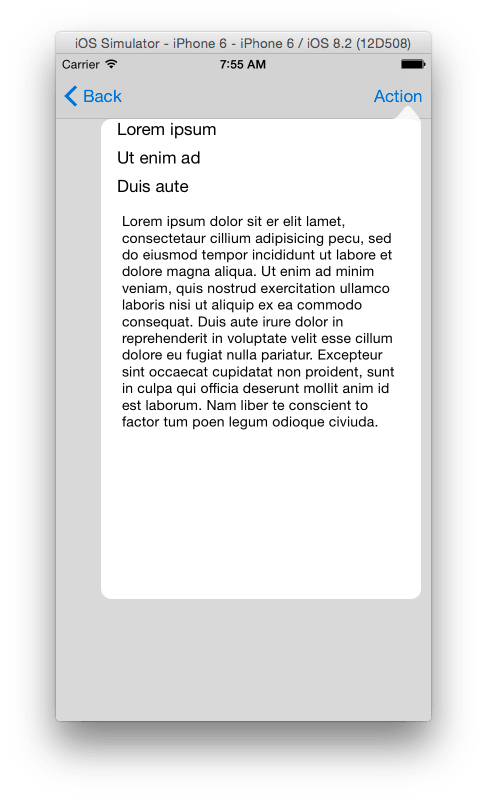 iOS Simulator - iPhone 6 - iPhone 6 / iOS 8.2 (12D508)
Carrier 7:55 AM
Back Action
Lorem ipsum
Ut enim ad
Duis aute
Lorem ipsum dolor sit er elit lamet,
consectetaur cillium adipisicing pecu, sed
do eiusmod tempor incididunt ut labore et
dolore magna aliqua. Ut enim ad minim
veniam, quis nostrud exercitation ullamco
laboris nisi ut aliquip ex ea commodo
consequat. Duis aute irure dolor in
reprehenderit in voluptate velit esse cillum
dolore eu fugiat nulla pariatur. Excepteur
sint occaecat cupidatat non proident, sunt
in culpa qui officia deserunt mollit anim id
est laborum. Nam liber te conscient to
factor tum poen legum odioque civiuda.